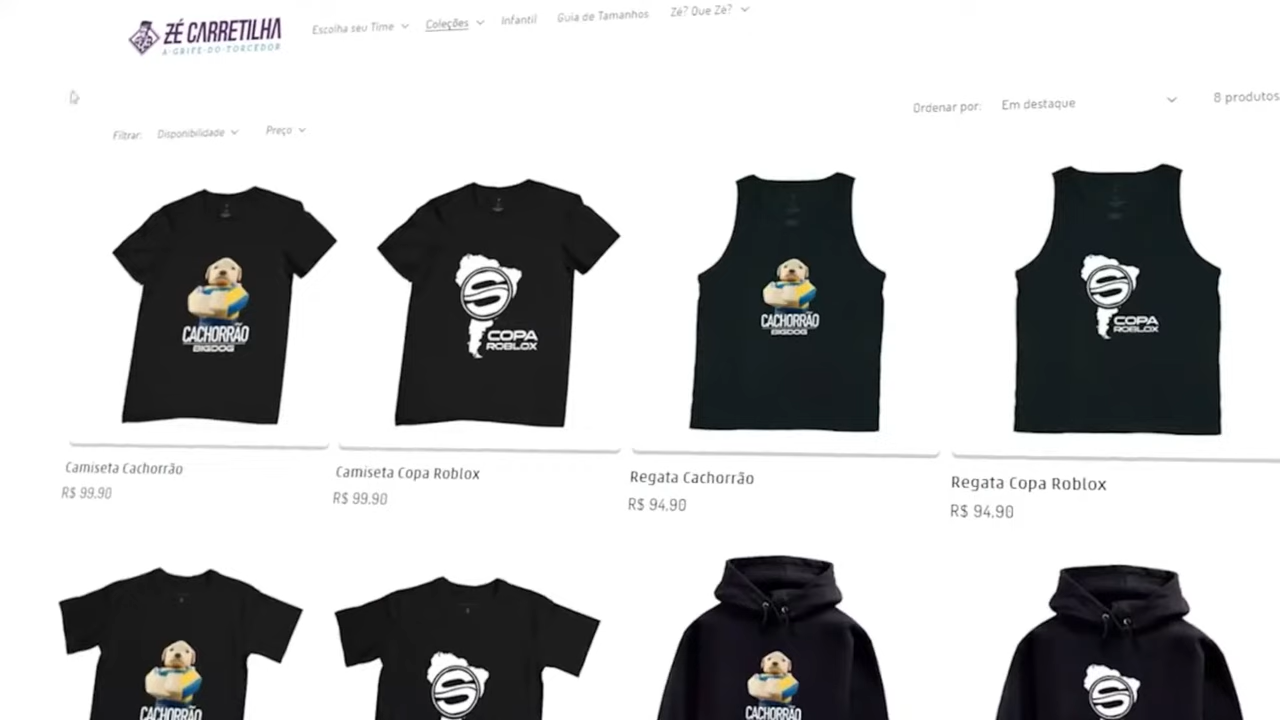 ZÉ CARRETILHA
A·GRIFE·DO·TORCEDOR
Escolha seu Time
Coleções
Infantil
Guia de Tamanhos
Zé? Que Zé?
Ordenar por:
Em destaque
8 produtos
Filtrar:
Disponibilidade
Preço
CACHORRÃO
BIGDOG
S
COPA
ROBLOX
CACHORRÃO
BIGDOG
S
COPA
ROBLOX
Camiseta Cachorrão
R$ 99,90
Camiseta Copa Roblox
R$ 99,90
Regata Cachorrão
R$ 94,90
Regata Copa Roblox
R$ 94,90
CACHORRÃO
S
CACHORRÃO
S